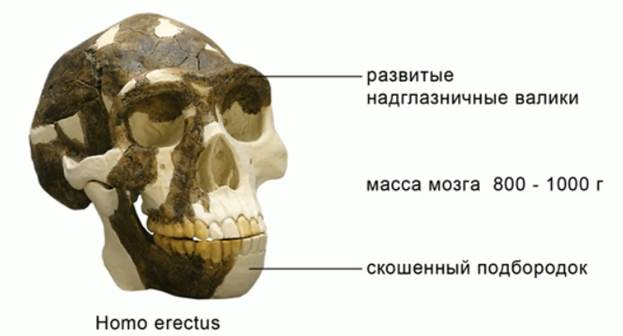 развитые
надглазничные валики
масса мозга 800 - 1000 г
скошенный подбородок
Homo erectus